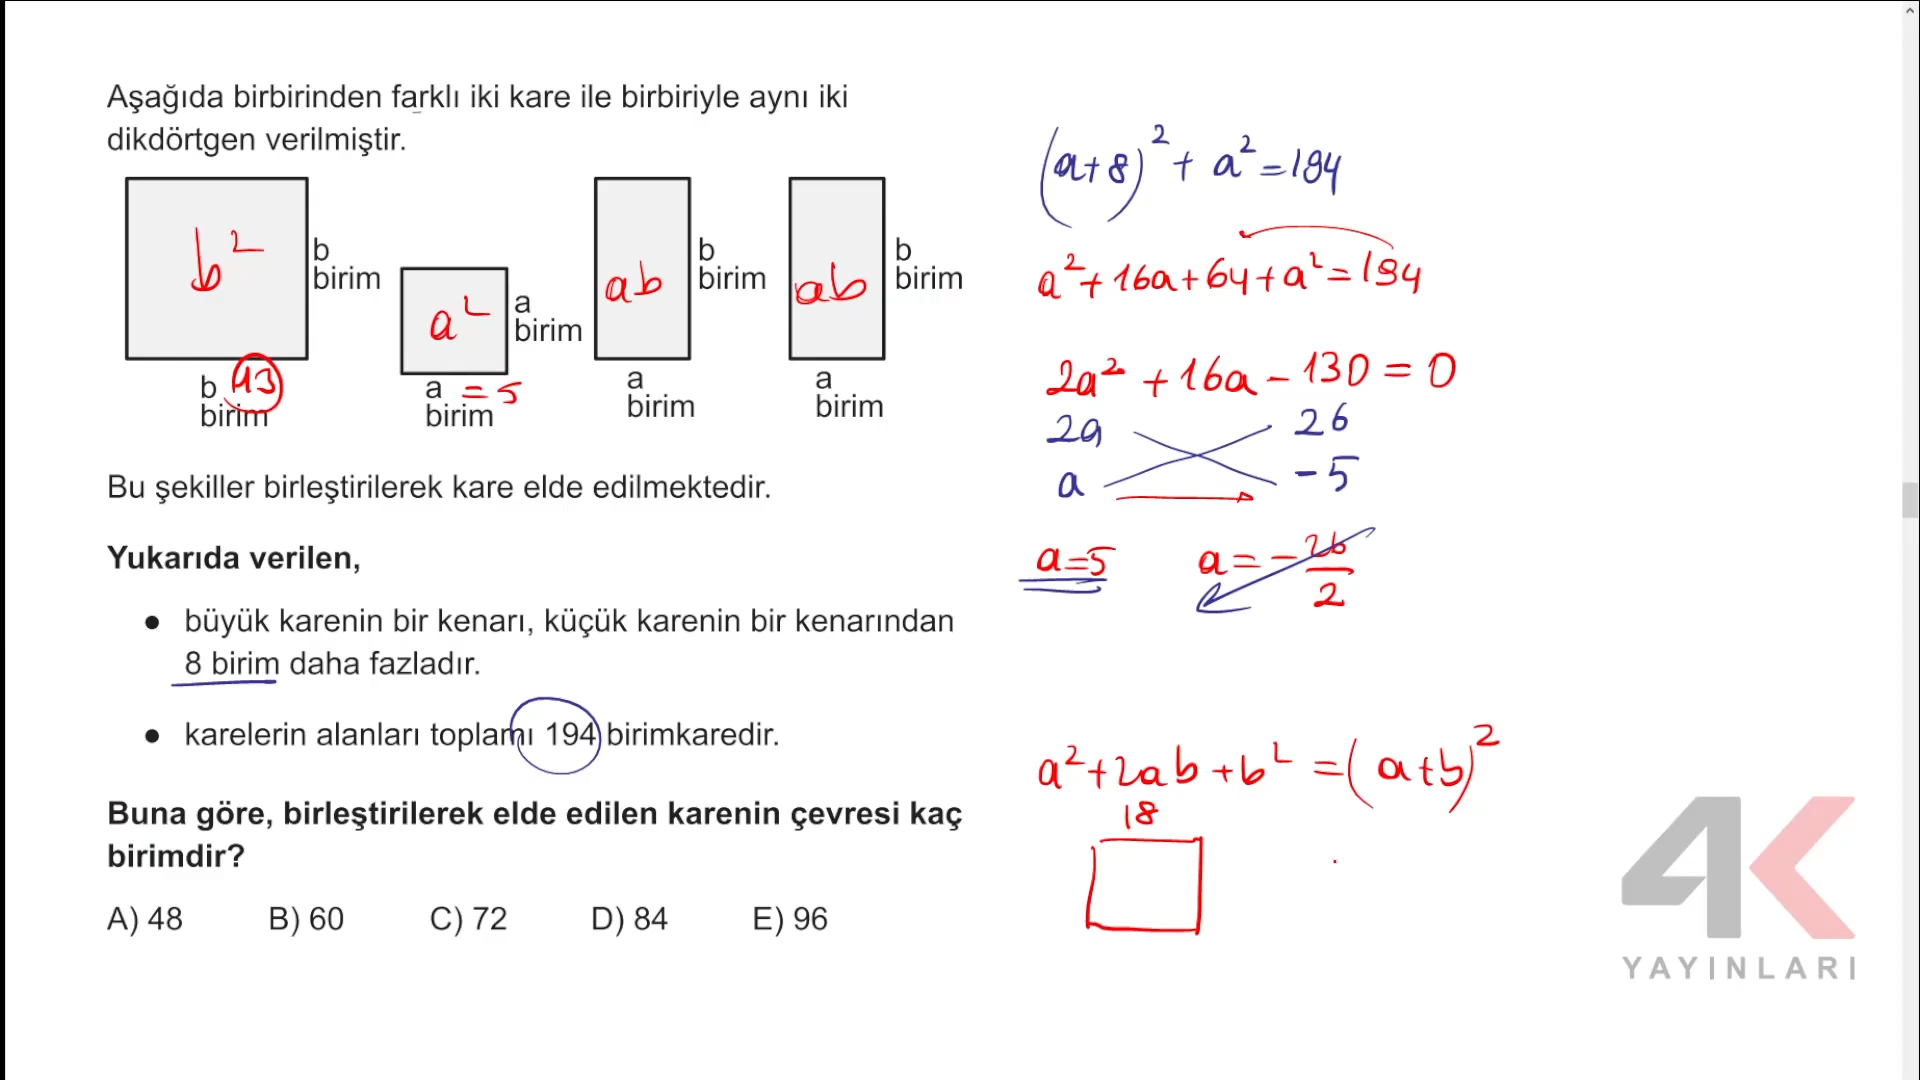 Aşağıda birbirinden farklı iki kare ile birbiriyle aynı iki
dikdörtgen verilmiştir.
b²
b
birim
b 13
birim
a²
a
birim
a = 5
birim
ab
b
birim
a
birim
ab
b
birim
a
birim
Bu şekiller birleştirilerek kare elde edilmektedir.
Yukarıda verilen,
● büyük karenin bir kenarı, küçük karenin bir kenarından
8 birim daha fazladır.
● karelerin alanları toplamı 194 birimkaredir.
Buna göre, birleştirilerek elde edilen karenin çevresi kaç
birimdir?
A) 48 B) 60 C) 72 D) 84 E) 96
(a+8)² + a² = 194
a² + 16a + 64 + a² = 194
2a² + 16a - 130 = 0
2a 26
a -5
a=5 a = - 26/2
a² + 2ab + b² = (a+b)²
18
4K
YAYINLARI